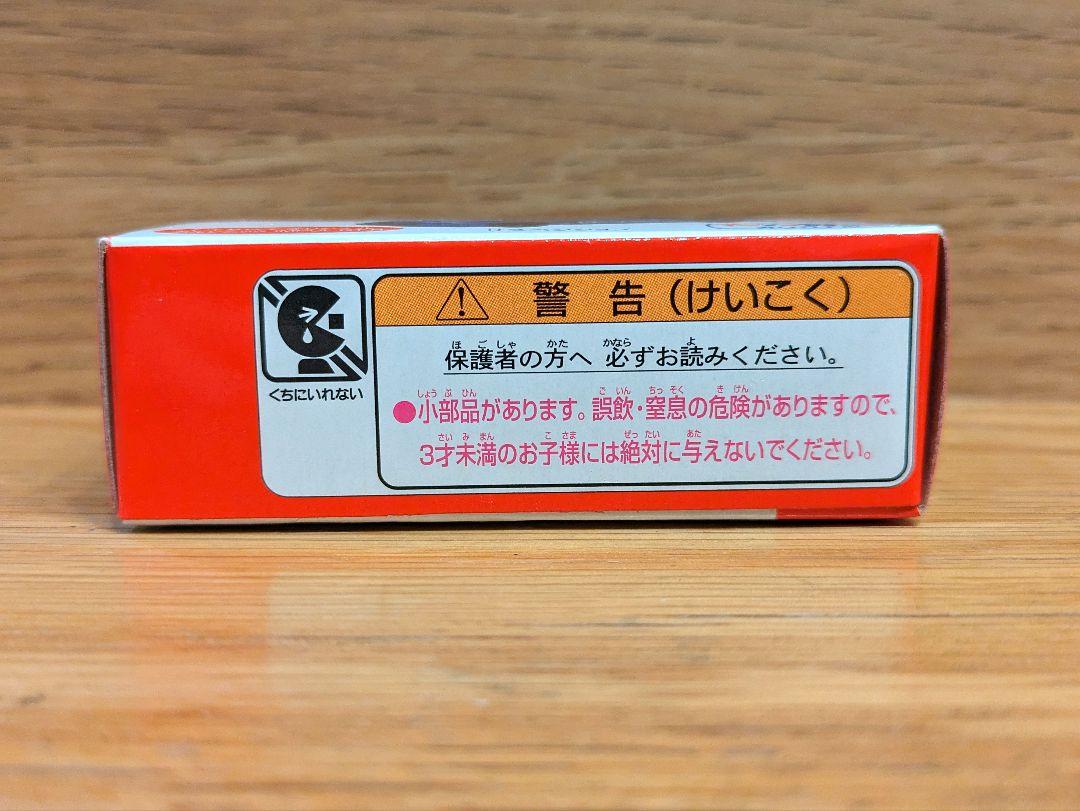 警告(けいこく)
保護者の方へ 必ずお読みください。
●小部品があります。誤飲・窒息の危険がありますので、
3才未満のお子様には絶対に与えないでください。
くちにいれない